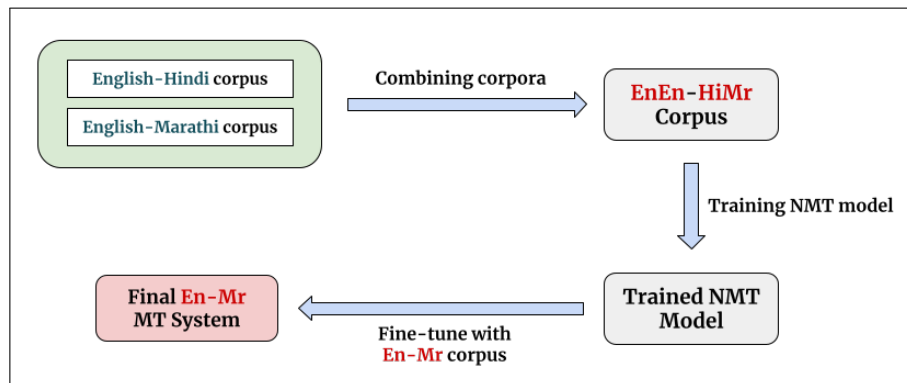 English-Hindi corpus
English-Marathi corpus
Combining corpora
EnEn-HiMr
Corpus
Training NMT model
Trained NMT
Model
Fine-tune with
En-Mr corpus
Final En-Mr
MT System